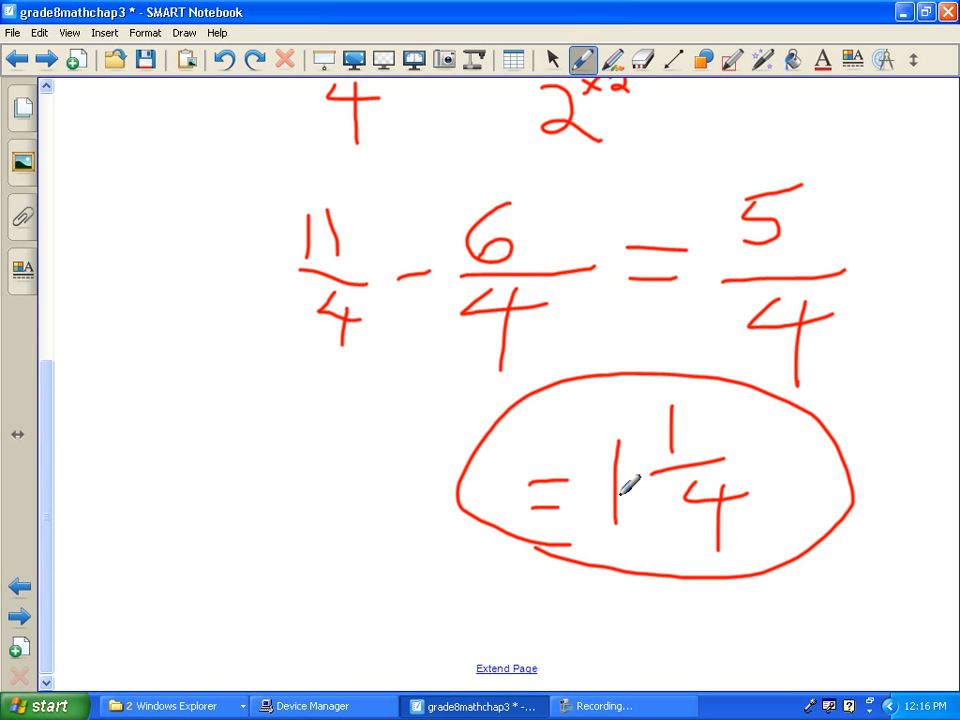 grade8mathchap3 * - SMART Notebook
File Edit View Insert Format Draw Help
4 2 ×2
11/4 - 6/4 = 5/4
= 1 1/4
Extend Page
start 2 Windows Explorer Device Manager grade8mathchap3 * -... Recording... 12:16 PM